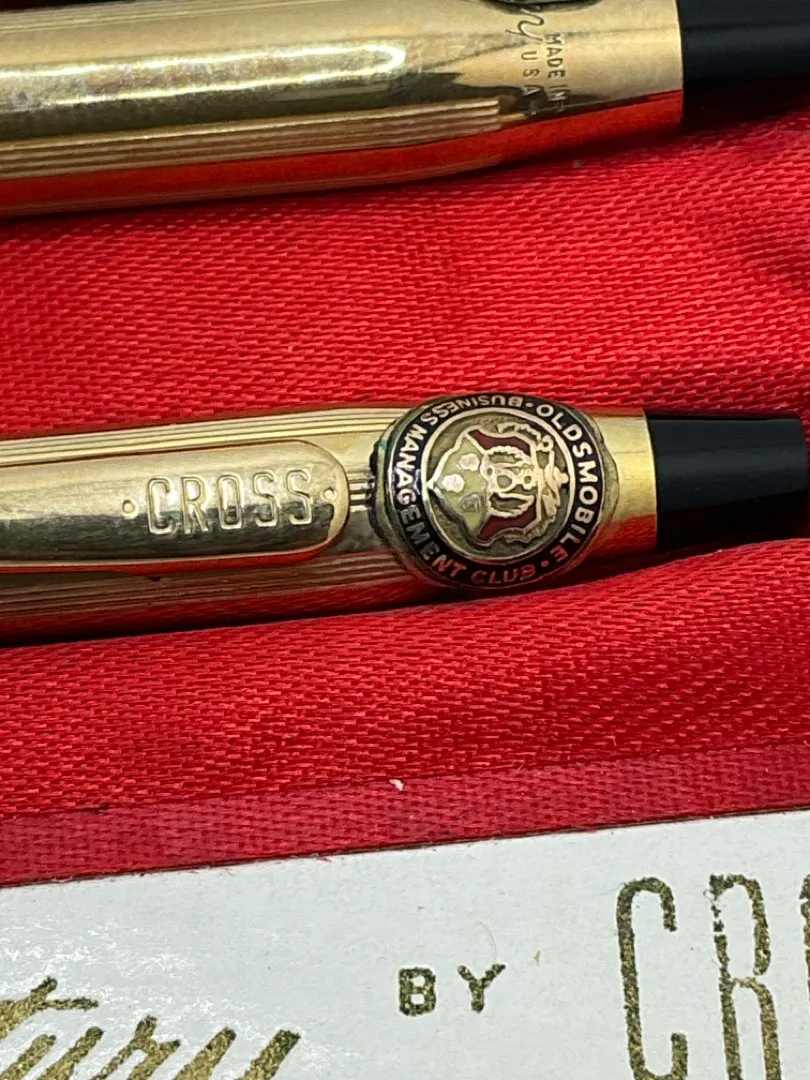 MADE IN
USA
·CROSS·
OLDSMOBILE · BUSINESS MANAGEMENT CLUB ·
BY